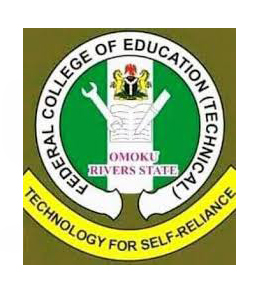 FEDERAL COLLEGE OF EDUCATION (TECHNICAL)
OMOKU
RIVERS STATE
TECHNOLOGY FOR SELF-RELIANCE